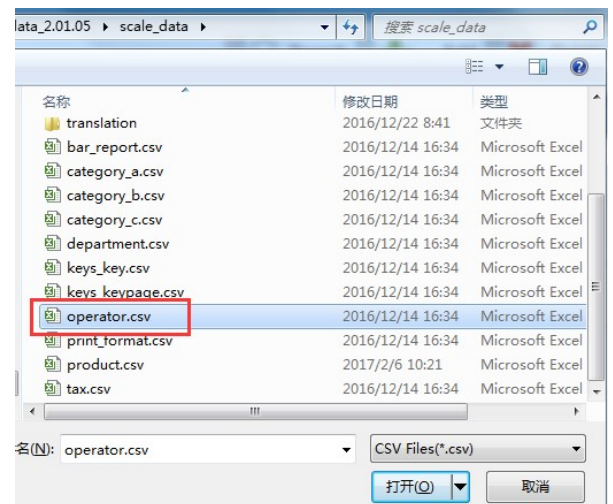 lata_2.01.05 scale_data 搜索 scale_data
名称 修改日期 类型
translation 2016/12/22 8:41 文件夹
bar_report.csv 2016/12/14 16:34 Microsoft Excel
category_a.csv 2016/12/14 16:34 Microsoft Excel
category_b.csv 2016/12/14 16:34 Microsoft Excel
category_c.csv 2016/12/14 16:34 Microsoft Excel
department.csv 2016/12/14 16:34 Microsoft Excel
keys_key.csv 2016/12/14 16:34 Microsoft Excel
keys_keypage.csv 2016/12/14 16:34 Microsoft Excel
operator.csv 2016/12/14 16:34 Microsoft Excel
print_format.csv 2016/12/14 16:34 Microsoft Excel
product.csv 2017/2/6 10:21 Microsoft Excel
tax.csv 2016/12/14 16:34 Microsoft Excel
名(N): operator.csv CSV Files(*.csv)
打开(O) 取消